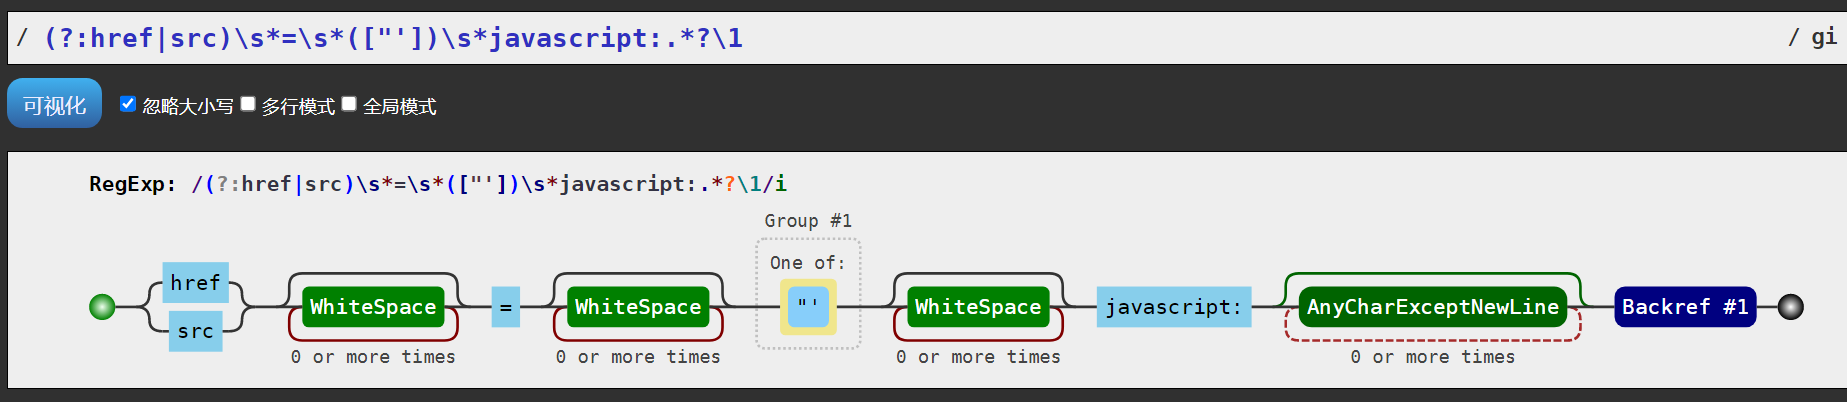 / (?:href|src)\s*=\s*(["'])\s*javascript:.*?\1 / gi
可视化 忽略大小写 多行模式 全局模式
RegExp: /(?:href|src)\s*=\s*(["'])\s*javascript:.*?\1/i
Group #1
One of:
href
src
WhiteSpace = WhiteSpace "' WhiteSpace javascript: AnyCharExceptNewLine Backref #1
0 or more times 0 or more times 0 or more times 0 or more times